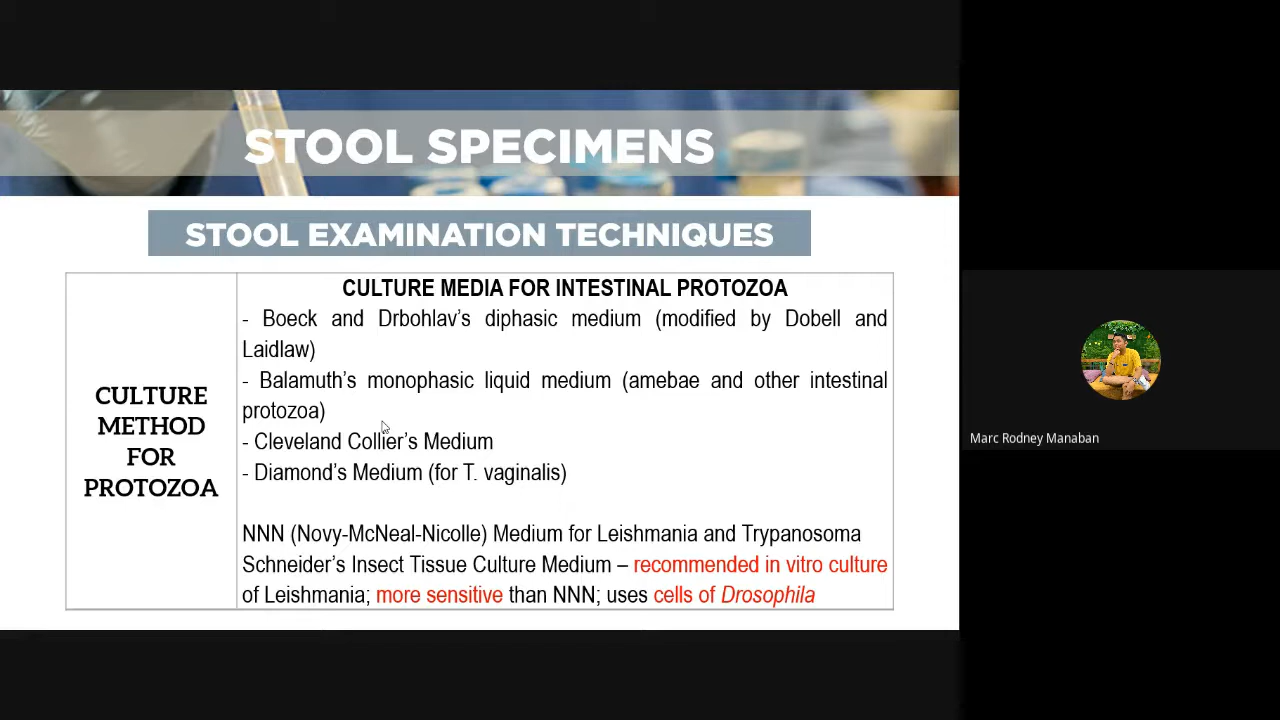 STOOL SPECIMENS
STOOL EXAMINATION TECHNIQUES
CULTURE
METHOD
FOR
PROTOZOA
CULTURE MEDIA FOR INTESTINAL PROTOZOA
- Boeck and Drbohlav's diphasic medium (modified by Dobell and
Laidlaw)
- Balamuth's monophasic liquid medium (amebae and other intestinal
protozoa)
- Cleveland Collier's Medium
- Diamond's Medium (for T. vaginalis)
NNN (Novy-McNeal-Nicolle) Medium for Leishmania and Trypanosoma
Schneider's Insect Tissue Culture Medium – recommended in vitro culture
of Leishmania; more sensitive than NNN; uses cells of Drosophila
Marc Rodney Manaban